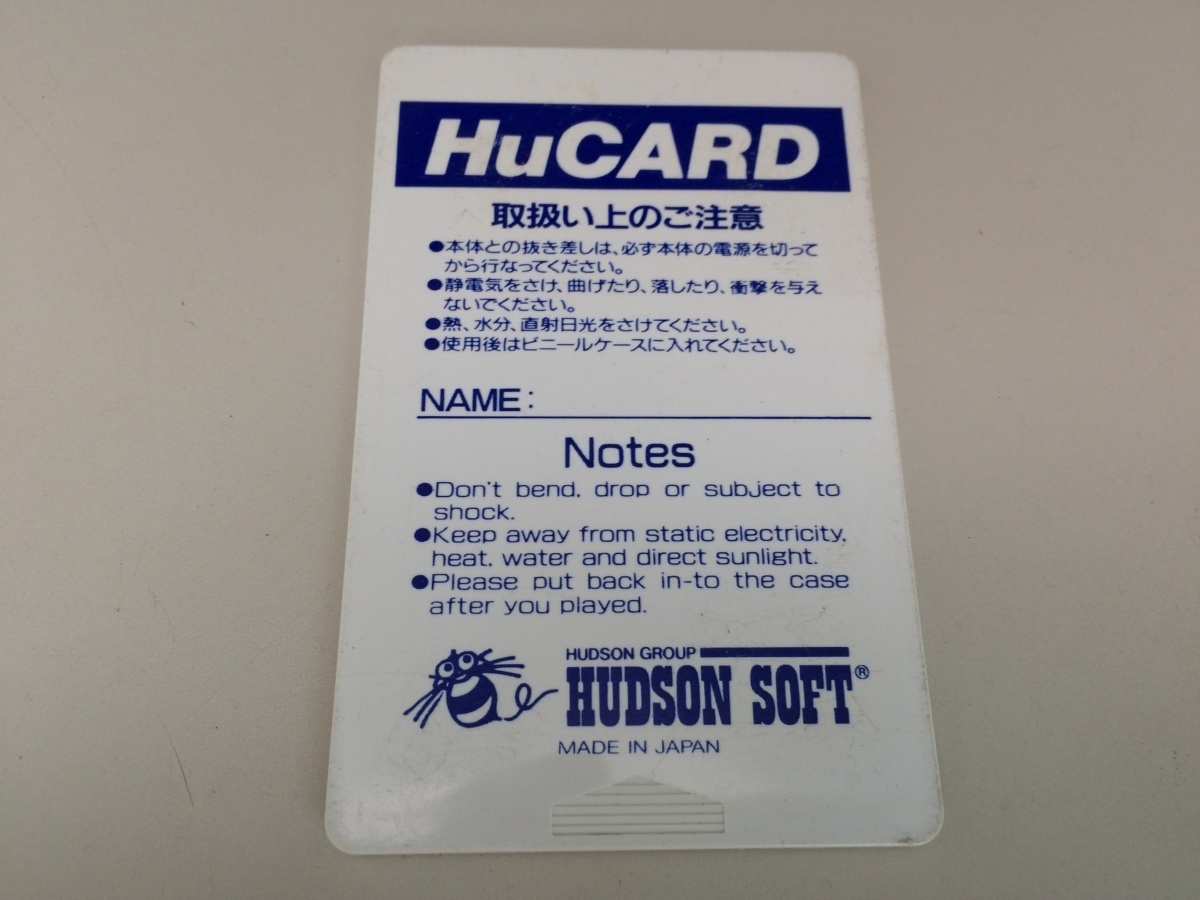 HuCARD
取扱い上のご注意
●本体との抜き差しは、必ず本体の電源を切って
から行なってください。
●静電気をさけ、曲げたり、落したり、衝撃を与え
ないでください。
●熱、水分、直射日光をさけてください。
●使用後はビニールケースに入れてください。
NAME:
Notes
●Don't bend, drop or subject to
shock.
●Keep away from static electricity,
heat, water and direct sunlight.
●Please put back in-to the case
after you played.
HUDSON GROUP
HUDSON SOFT®
MADE IN JAPAN